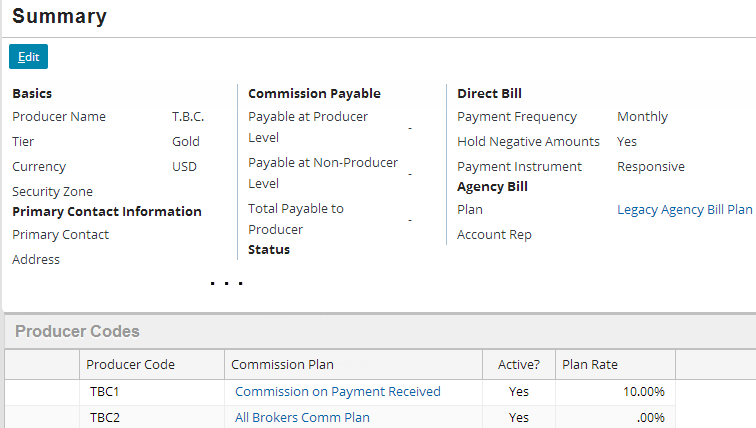 Summary
Edit
Basics
Producer Name T.B.C.
Tier Gold
Currency USD
Security Zone
Primary Contact Information
Primary Contact
Address
Commission Payable
Payable at Producer
Level -
Payable at Non-Producer
Level -
Total Payable to
Producer -
Status
Direct Bill
Payment Frequency Monthly
Hold Negative Amounts Yes
Payment Instrument Responsive
Agency Bill
Plan Legacy Agency Bill Plan
Account Rep
. . .
Producer Codes
Producer Code Commission Plan Active? Plan Rate
TBC1 Commission on Payment Received Yes 10.00%
TBC2 All Brokers Comm Plan Yes .00%